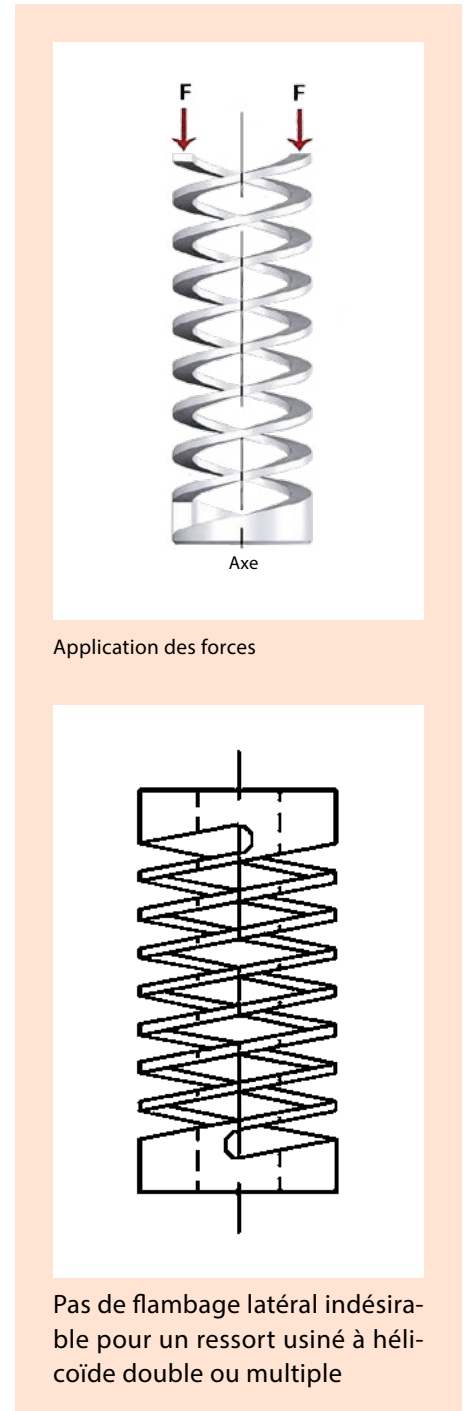 F F
Axe
Application des forces
Pas de flambage latéral indésira-
ble pour un ressort usiné à héli-
coïde double ou multiple